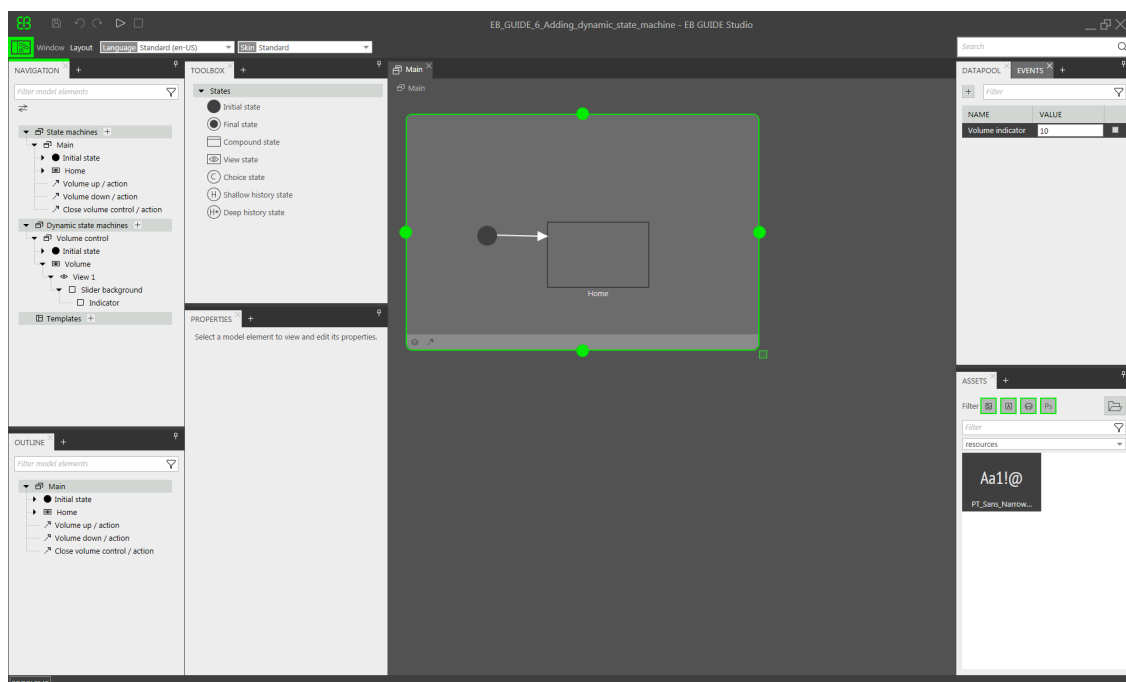 EB
EB_GUIDE_6_Adding_dynamic_state_machine - EB GUIDE Studio
Window Layout Language Standard (en-US) Skin Standard
Search
NAVIGATION
Filter model elements
State machines +
Main
Initial state
Home
Volume up / action
Volume down / action
Close volume control / action
Dynamic state machines +
Volume control
Initial state
Volume
View 1
Slider background
Indicator
Templates +
OUTLINE +
Filter model elements
Main
Initial state
Home
Volume up / action
Volume down / action
Close volume control / action
TOOLBOX +
States
Initial state
Final state
Compound state
View state
C Choice state
H Shallow history state
H* Deep history state
PROPERTIES +
Select a model element to view and edit its properties.
Main
Main
Home
DATAPOOL EVENTS +
+ Filter
NAME VALUE
Volume indicator 10
ASSETS +
Filter A Ps
Filter
resources
Aa1!@
PT_Sans_Narrow...